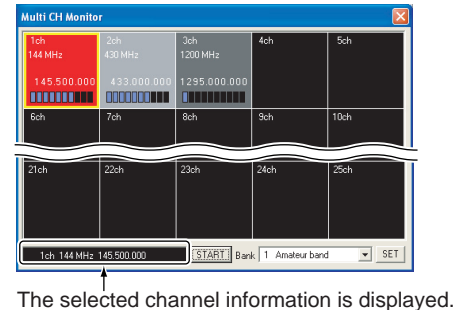 Multi CH Monitor
1ch 2ch 3ch 4ch 5ch
144 MHz 430 MHz 1200 MHz
145.500.000 433.000.000 1295.000.000
6ch 7ch 8ch 9ch 10ch
21ch 22ch 23ch 24ch 25ch
1ch 144 MHz 145.500.000 START Bank 1 Amateur band SET
The selected channel information is displayed.